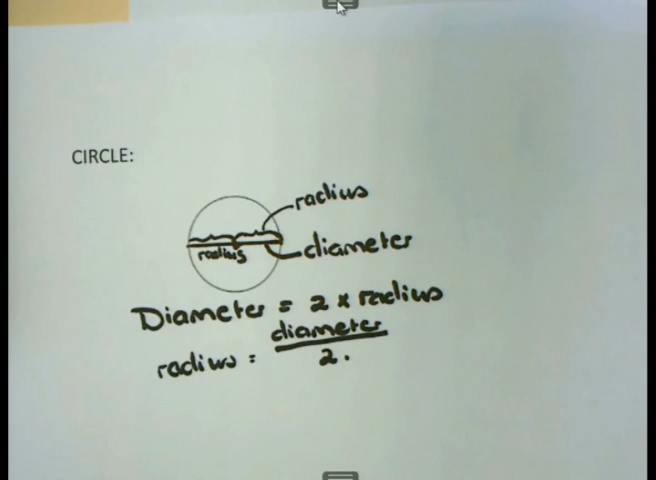 CIRCLE:
radius
radius
diameter
Diameter = 2 x radius
radius = diameter
2.